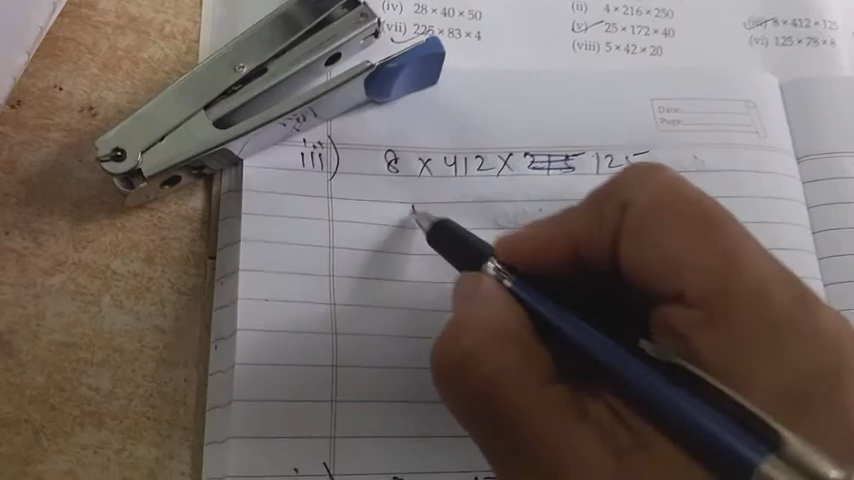 (iv) 28 × 40 × 50
(ii) 4 × 216 × 250
(iii) 8 × 412 × 125
(vii) 225 × 83 × 4
(v) 25 × 172 × 40
(vi) 125 × 78 × 8
(viii) 5 × 42 × 20
Date:
Page:
iii) 8 × 412 × 125